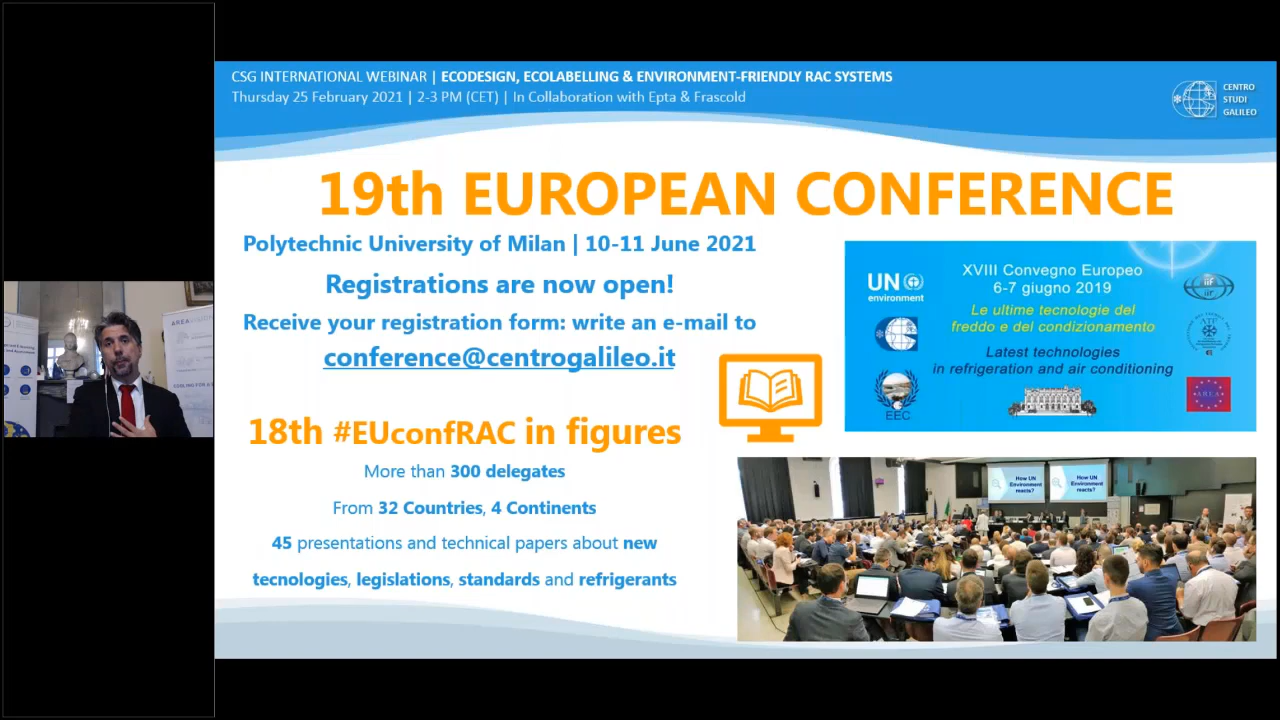 CSG INTERNATIONAL WEBINAR | ECODESIGN, ECOLABELLING & ENVIRONMENT-FRIENDLY RAC SYSTEMS
Thursday 25 February 2021 | 2-3 PM (CET) | In Collaboration with Epta & Frascold
CENTRO
STUDI
GALILEO
19th EUROPEAN CONFERENCE
Polytechnic University of Milan | 10-11 June 2021
Registrations are now open!
Receive your registration form: write an e-mail to
conference@centrogalileo.it
18th #EUconfRAC in figures
More than 300 delegates
From 32 Countries, 4 Continents
45 presentations and technical papers about new
tecnologies, legislations, standards and refrigerants
UN
environment
EEC
XVIII Convegno Europeo
6-7 giugno 2019
Le ultime tecnologie del
freddo e del condizionamento
Latest technologies
in refrigeration and air conditioning
iif
iir
ATF
AREA
How UN
Environment
reacts?
How UN
Environment
reacts?
AREA